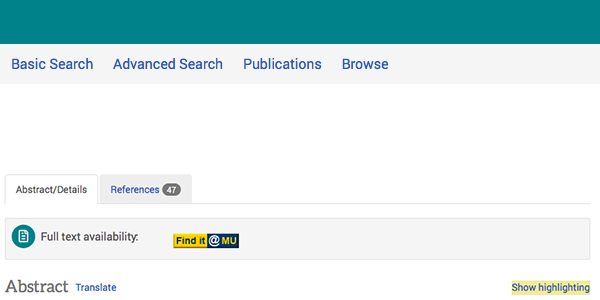 Basic Search Advanced Search Publications Browse
Abstract/Details References 47
Full text availability: Find it @ MU
Abstract Translate Show highlighting